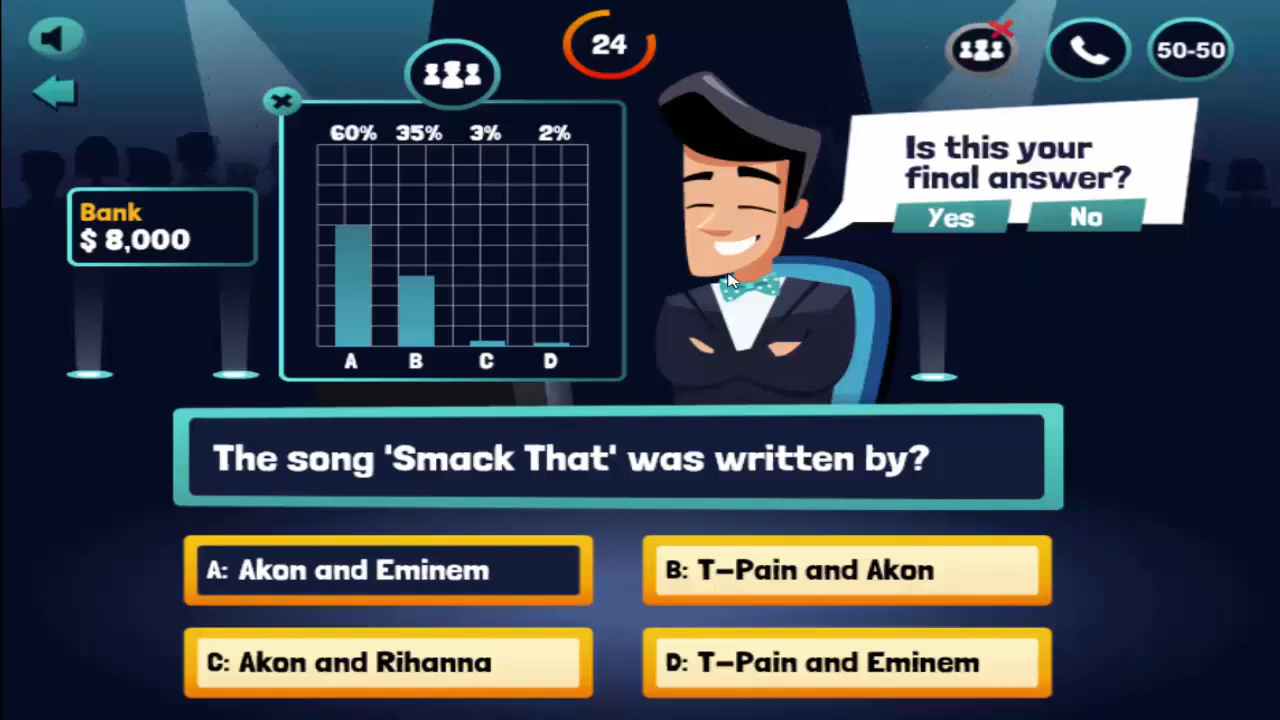 24
50-50
60% 35% 3% 2%
Is this your
final answer?
Yes No
Bank
$ 8,000
A B C D
The song 'Smack That' was written by?
A: Akon and Eminem
B: T-Pain and Akon
C: Akon and Rihanna
D: T-Pain and Eminem